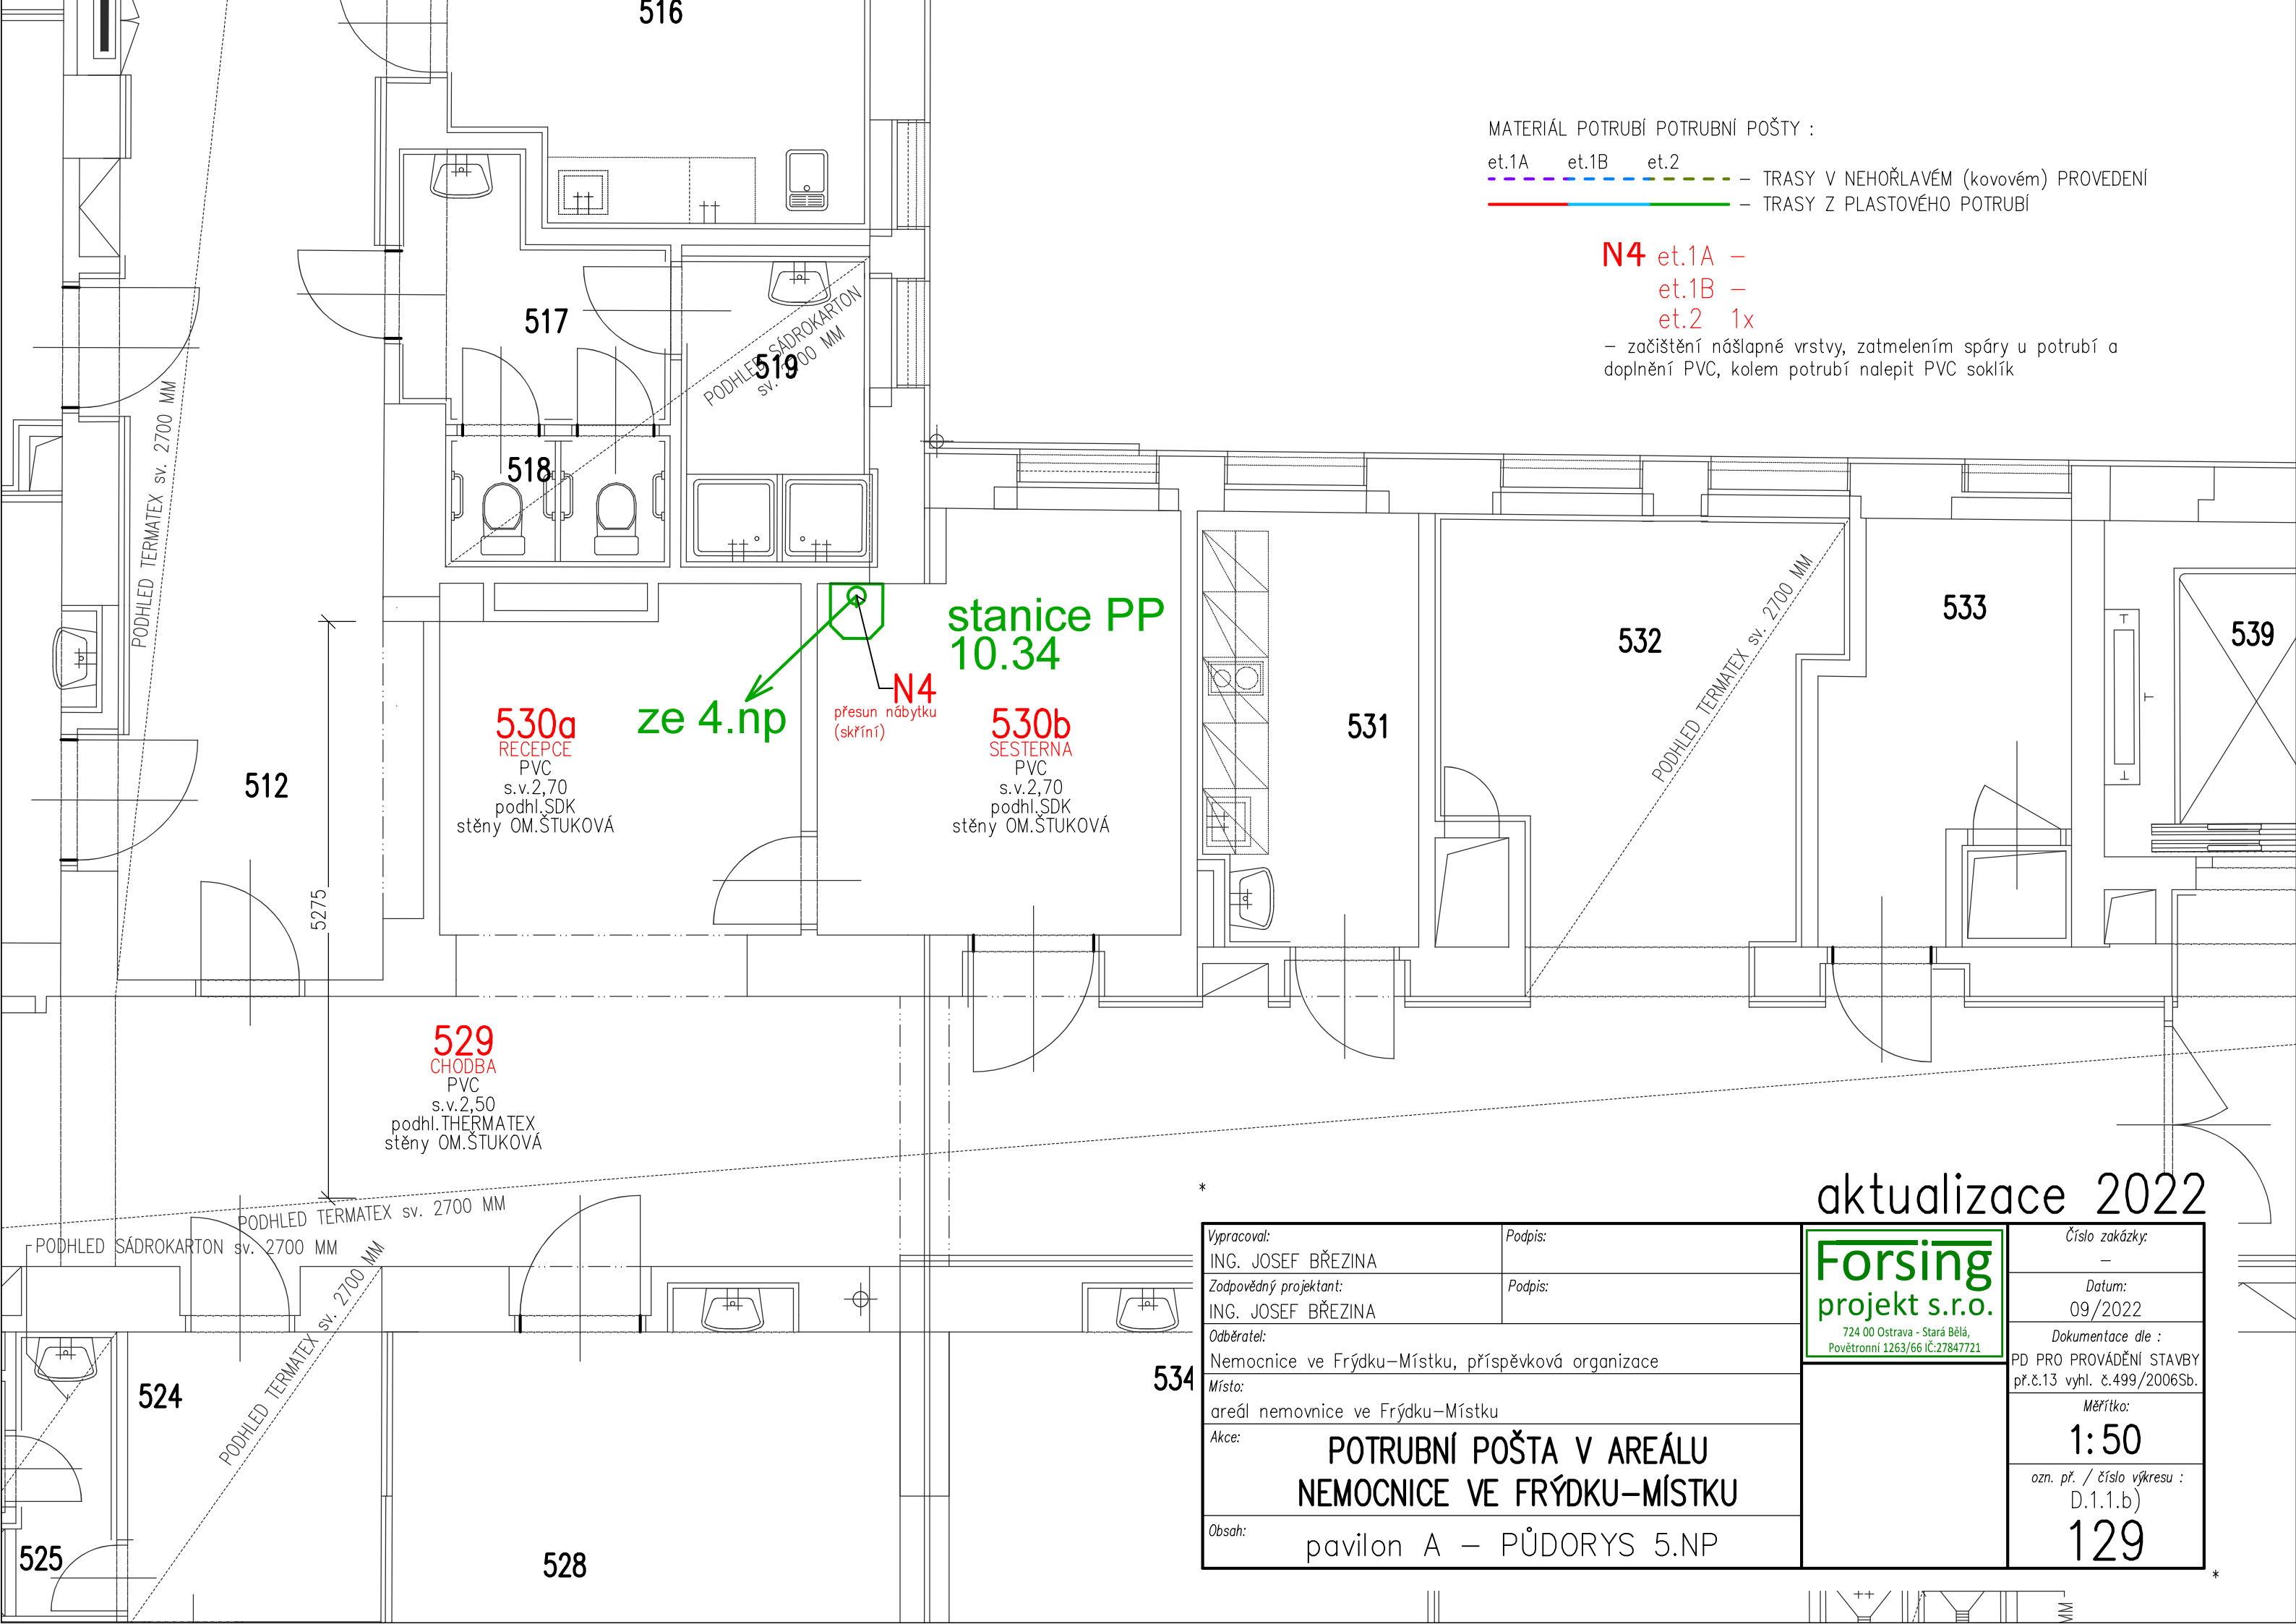 516
MATERIÁL POTRUBÍ POTRUBNÍ POŠTY :
et.1A et.1B et.2
– TRASY V NEHOŘLAVÉM (kovovém) PROVEDENÍ
– TRASY Z PLASTOVÉHO POTRUBÍ
N4 et.1A –
et.1B –
et.2 1x
– začištění nášlapné vrstvy, zatmelením spáry u potrubí a
doplnění PVC, kolem potrubí nalepit PVC soklík
517
PODHLED SÁDROKARTON
sv. 2700 MM
519
518
PODHLED TERMATEX sv. 2700 MM
stanice PP
10.34
ze 4.np
N4
přesun nábytku
(skříní)
530a
RECEPCE
PVC
s.v.2,70
podhl.SDK
stěny OM.ŠTUKOVÁ
530b
SESTERNA
PVC
s.v.2,70
podhl.SDK
stěny OM.ŠTUKOVÁ
531
532
PODHLED TERMATEX sv. 2700 MM
533
539
512
5275
529
CHODBA
PVC
s.v.2,50
podhl.THERMATEX
stěny OM.ŠTUKOVÁ
PODHLED TERMATEX sv. 2700 MM
PODHLED SÁDROKARTON sv. 2700 MM
PODHLED TERMATEX sv. 2700 MM
524
525
528
534
MM
aktualizace 2022
*
Vypracoval:
ING. JOSEF BŘEZINA
Podpis:
Zodpovědný projektant:
ING. JOSEF BŘEZINA
Podpis:
Odběratel:
Nemocnice ve Frýdku–Místku, příspěvková organizace
Místo:
areál nemovnice ve Frýdku–Místku
Akce:
POTRUBNÍ POŠTA V AREÁLU
NEMOCNICE VE FRÝDKU–MÍSTKU
Obsah:
pavilon A – PŮDORYS 5.NP
Forsing
projekt s.r.o.
724 00 Ostrava - Stará Bělá,
Povětronní 1263/66 IČ:27847721
Číslo zakázky:
–
Datum:
09/2022
Dokumentace dle :
PD PRO PROVÁDĚNÍ STAVBY
př.č.13 vyhl. č.499/2006Sb.
Měřítko:
1:50
ozn. př. / číslo výkresu :
D.1.1.b)
129
*